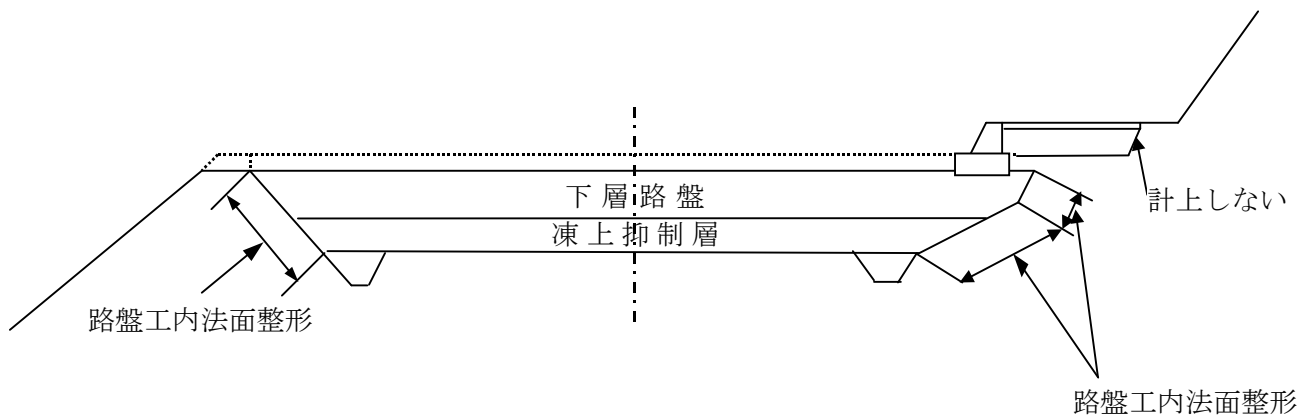 下層路盤
計上しない
凍上抑制層
路盤工内法面整形
路盤工内法面整形